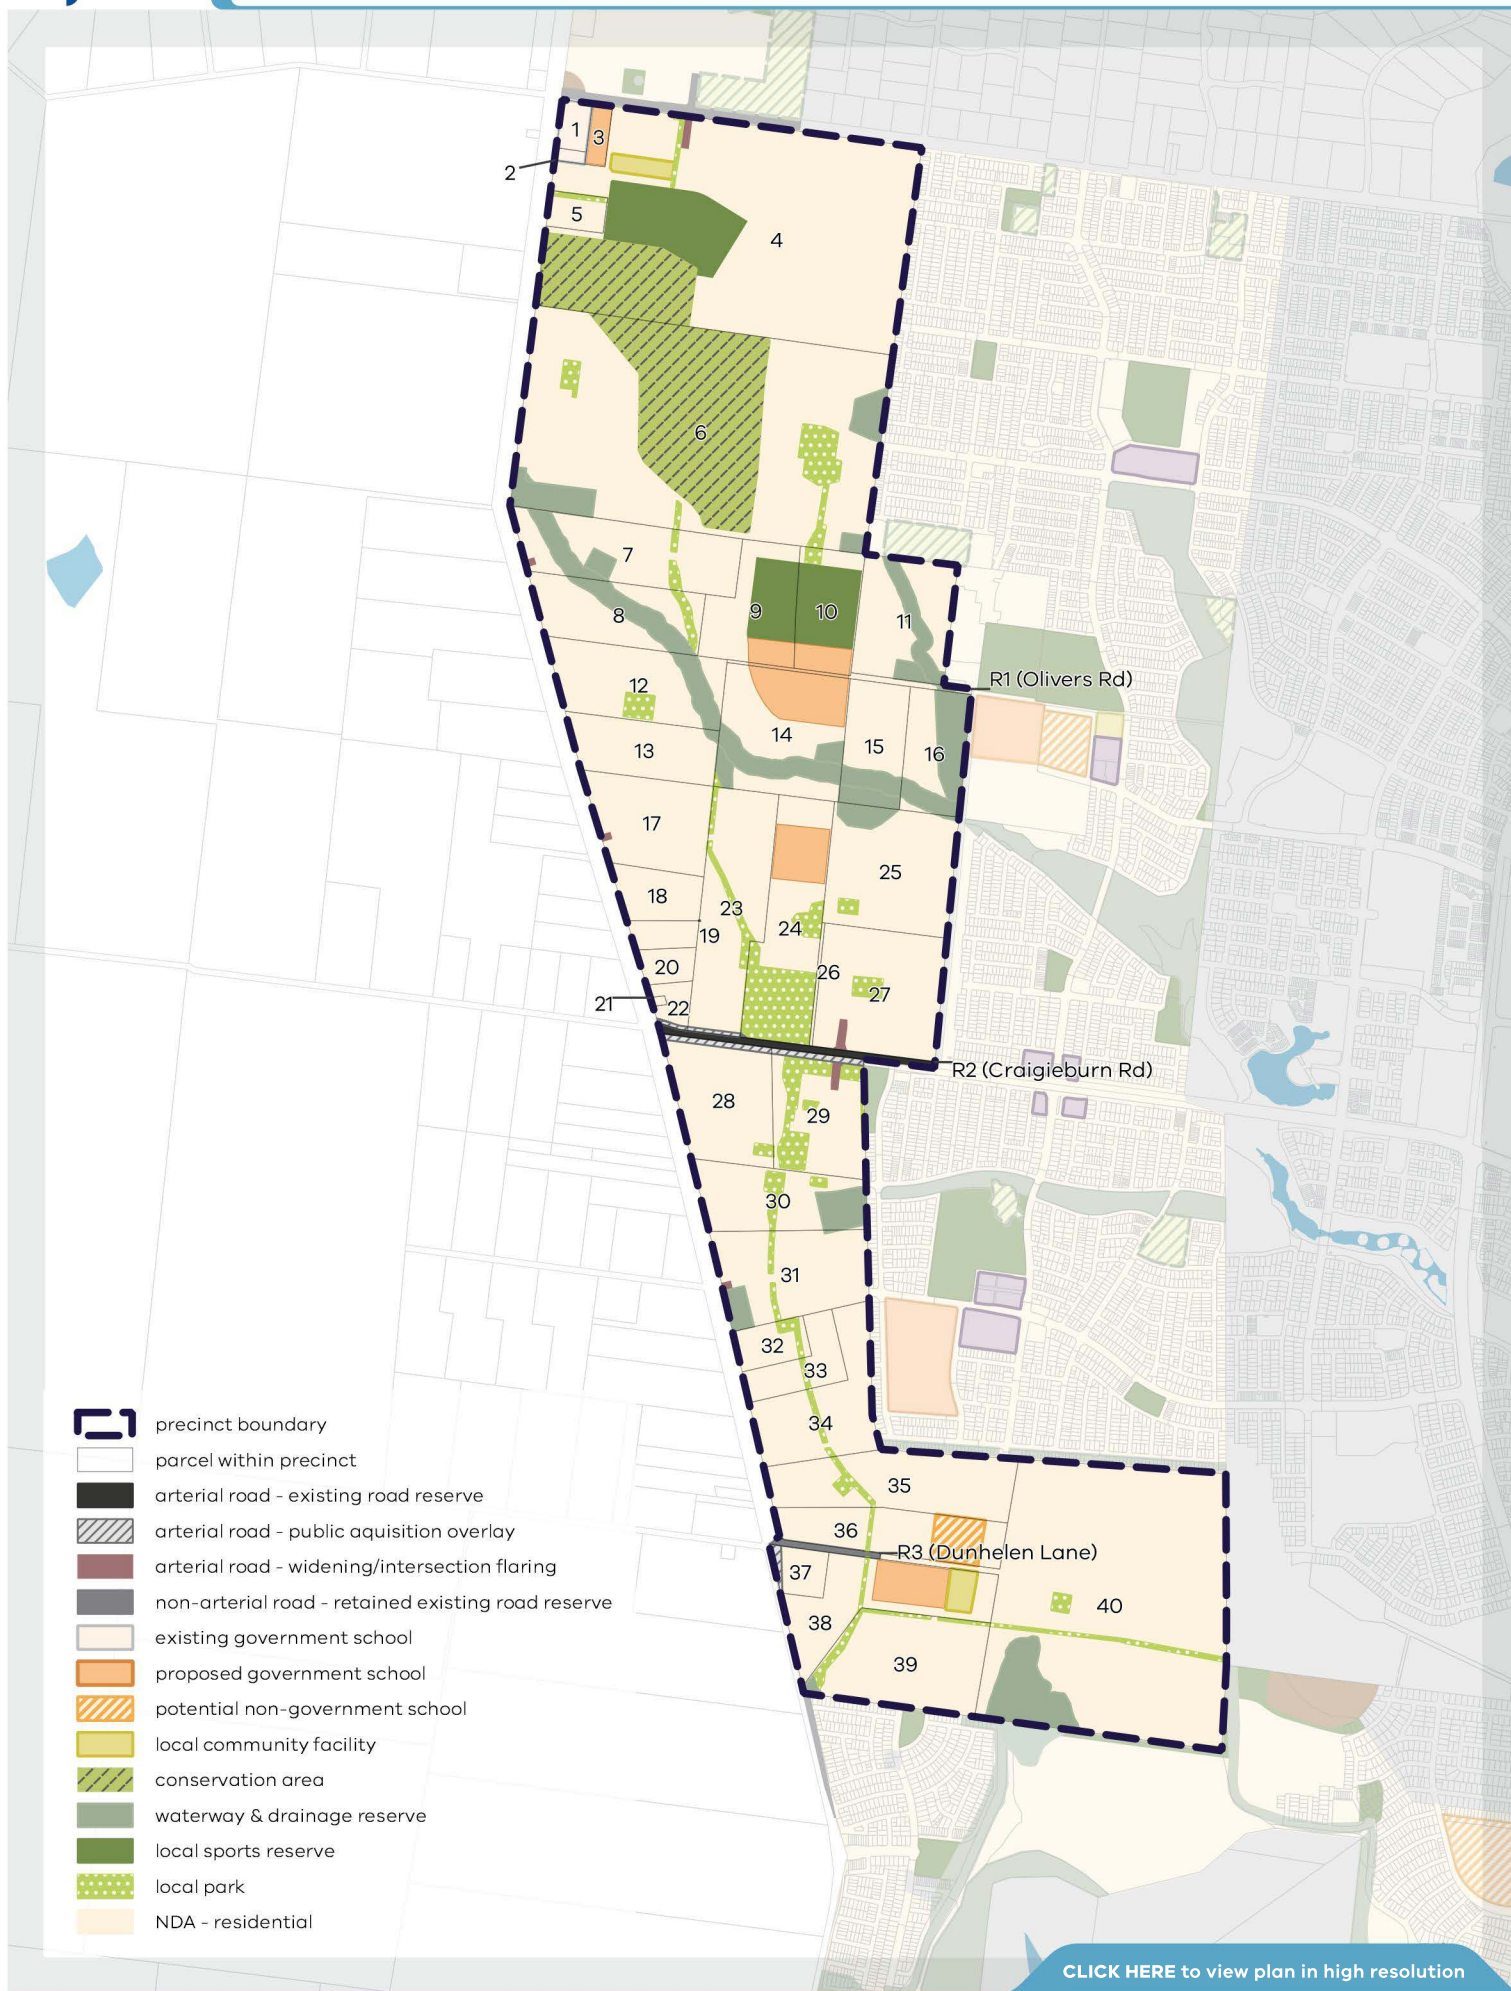 1
3
2
5
4
6
7
8
9
10
11
R1 (Olivers Rd)
12
13
14
15
16
17
18
25
23
24
19
20
26
27
21
22
R2 (Craigieburn Rd)
28
29
30
31
32
33
34
35
36
R3 (Dunhelen Lane)
37
38
40
39
precinct boundary
parcel within precinct
arterial road - existing road reserve
arterial road - public aquisition overlay
arterial road - widening/intersection flaring
non-arterial road - retained existing road reserve
existing government school
proposed government school
potential non-government school
local community facility
conservation area
waterway & drainage reserve
local sports reserve
local park
NDA - residential
CLICK HERE to view plan in high resolution